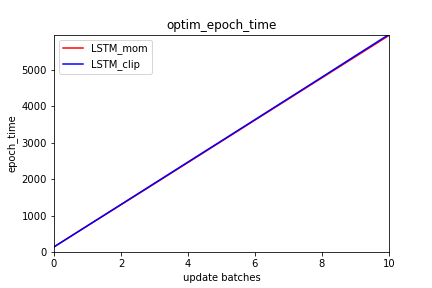 optim_epoch_time
LSTM_mom
LSTM_clip
epoch_time
5000
4000
3000
2000
1000
0
0 2 4 6 8 10
update batches